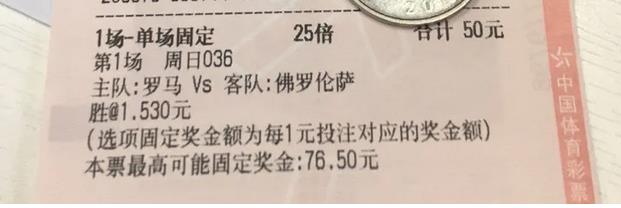 1场-单场固定 25倍 合计 50元
第1场 周日036
主队:罗马 Vs 客队:佛罗伦萨
胜@1.530元
(选项固定奖金额为每1元投注对应的奖金额)
本票最高可能固定奖金:76.50元
中国体育彩票